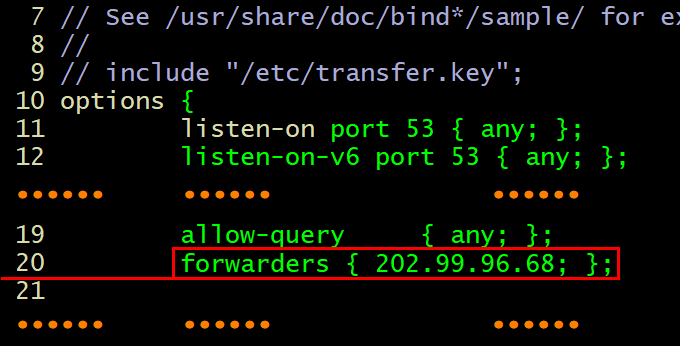 7 // See /usr/share/doc/bind*/sample/ for ex
8 //
9 // include "/etc/transfer.key";
10 options {
11 listen-on port 53 { any; };
12 listen-on-v6 port 53 { any; };
•••••• •••••• ••••••
19 allow-query { any; };
20 forwarders { 202.99.96.68; };
21
•••••• •••••• ••••••